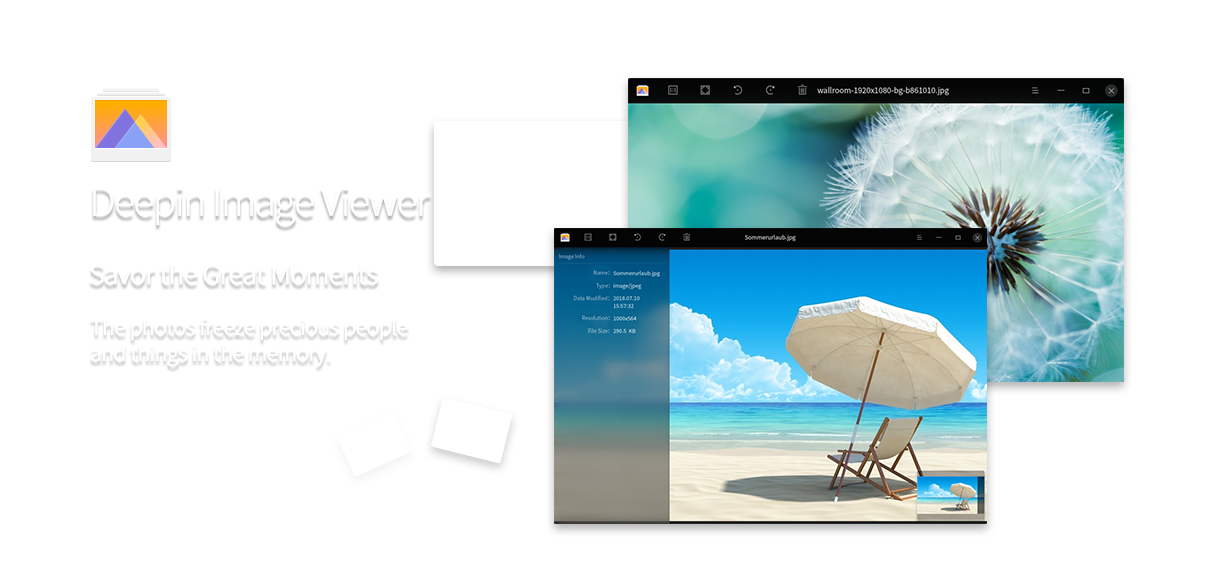 Deepin Image Viewer
Savor the Great Moments
The photos freeze precious people
and things in the memory.
wallroom-1920x1080-bg-b861010.jpg
Sommerurlaub.jpg
Image Info
Name: Sommerurlaub.jpg
Type: image/jpeg
Data Modified: 2018.07.10
15:57:32
Resolution: 1000x564
File Size: 290.5 KB